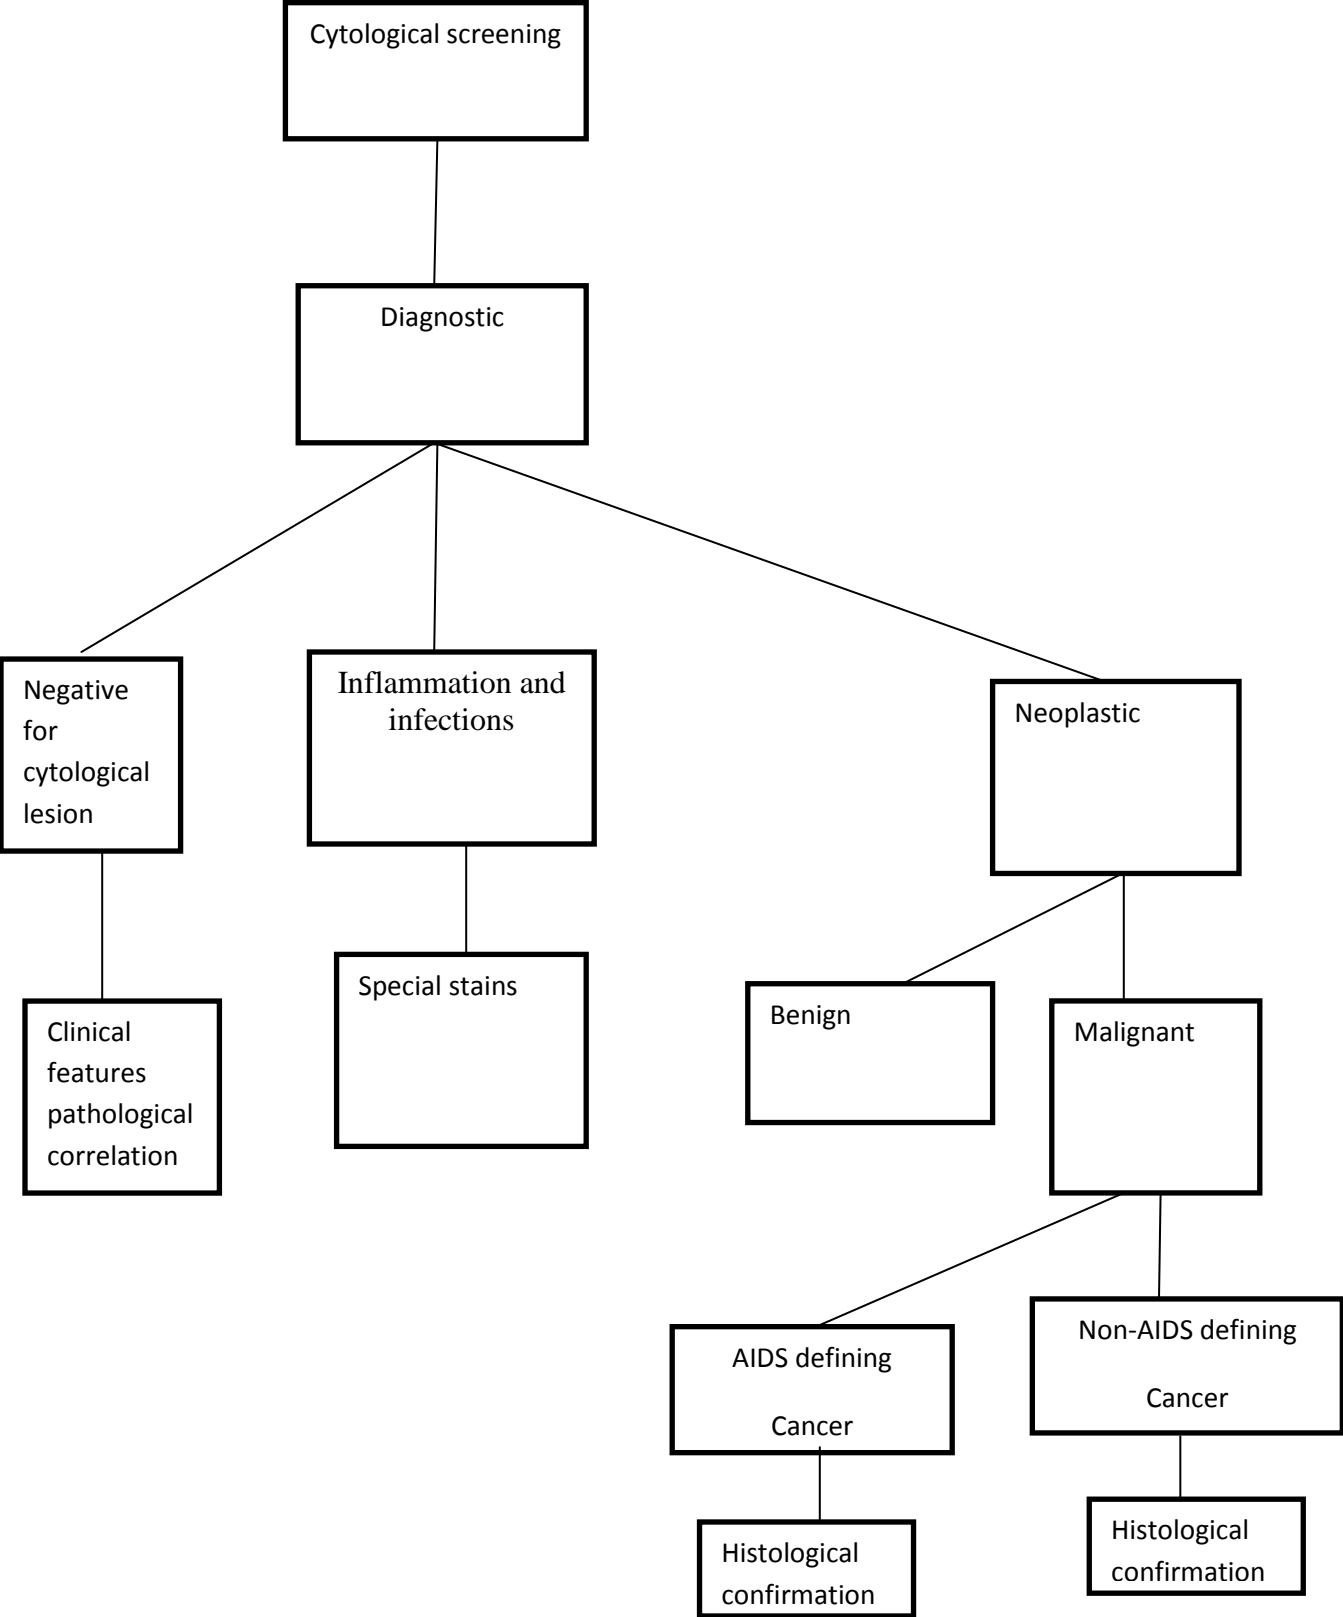 Cytological screening
Diagnostic
Negative
for
cytological
lesion
Inflammation and
infections
Neoplastic
Clinical
features
pathological
correlation
Special stains
Benign
Malignant
AIDS defining
Cancer
Non-AIDS defining
Cancer
Histological
confirmation
Histological
confirmation